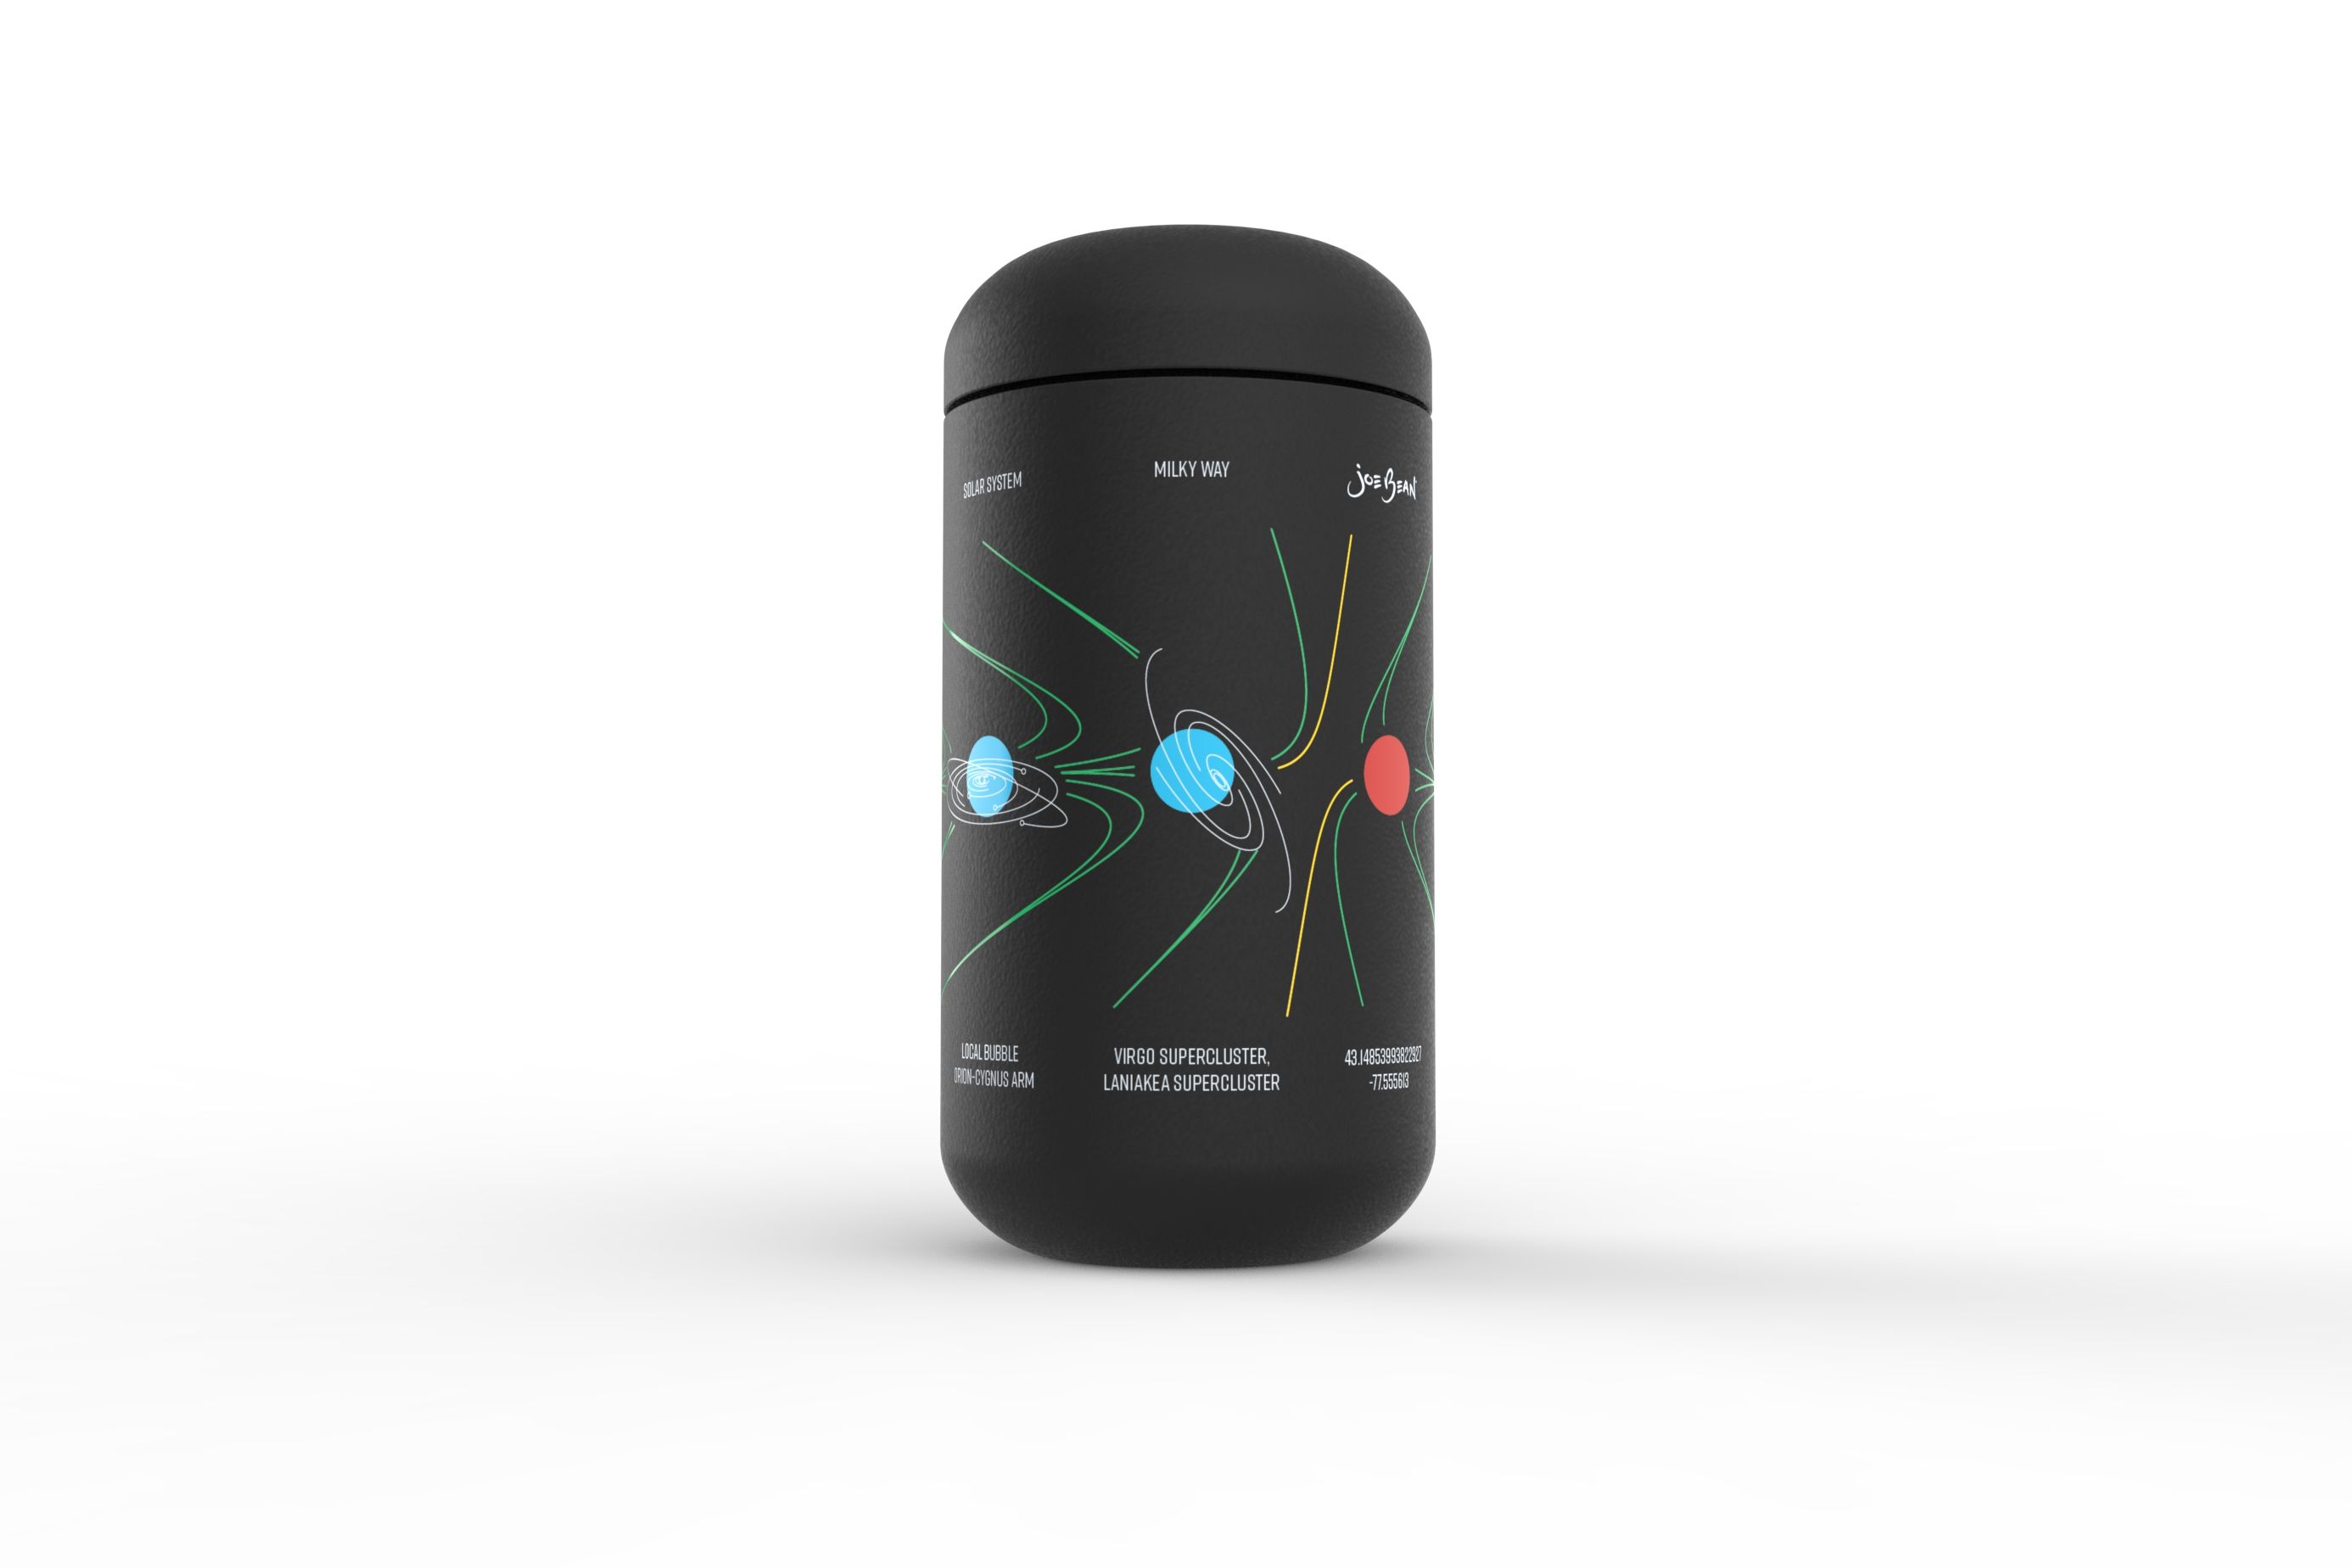 SOLAR SYSTEM
MILKY WAY
JOE BEAN
LOCAL BUBBLE
ORION-CYGNUS ARM
VIRGO SUPERCLUSTER,
LANIAKEA SUPERCLUSTER
43.14853993822927
-77.555613